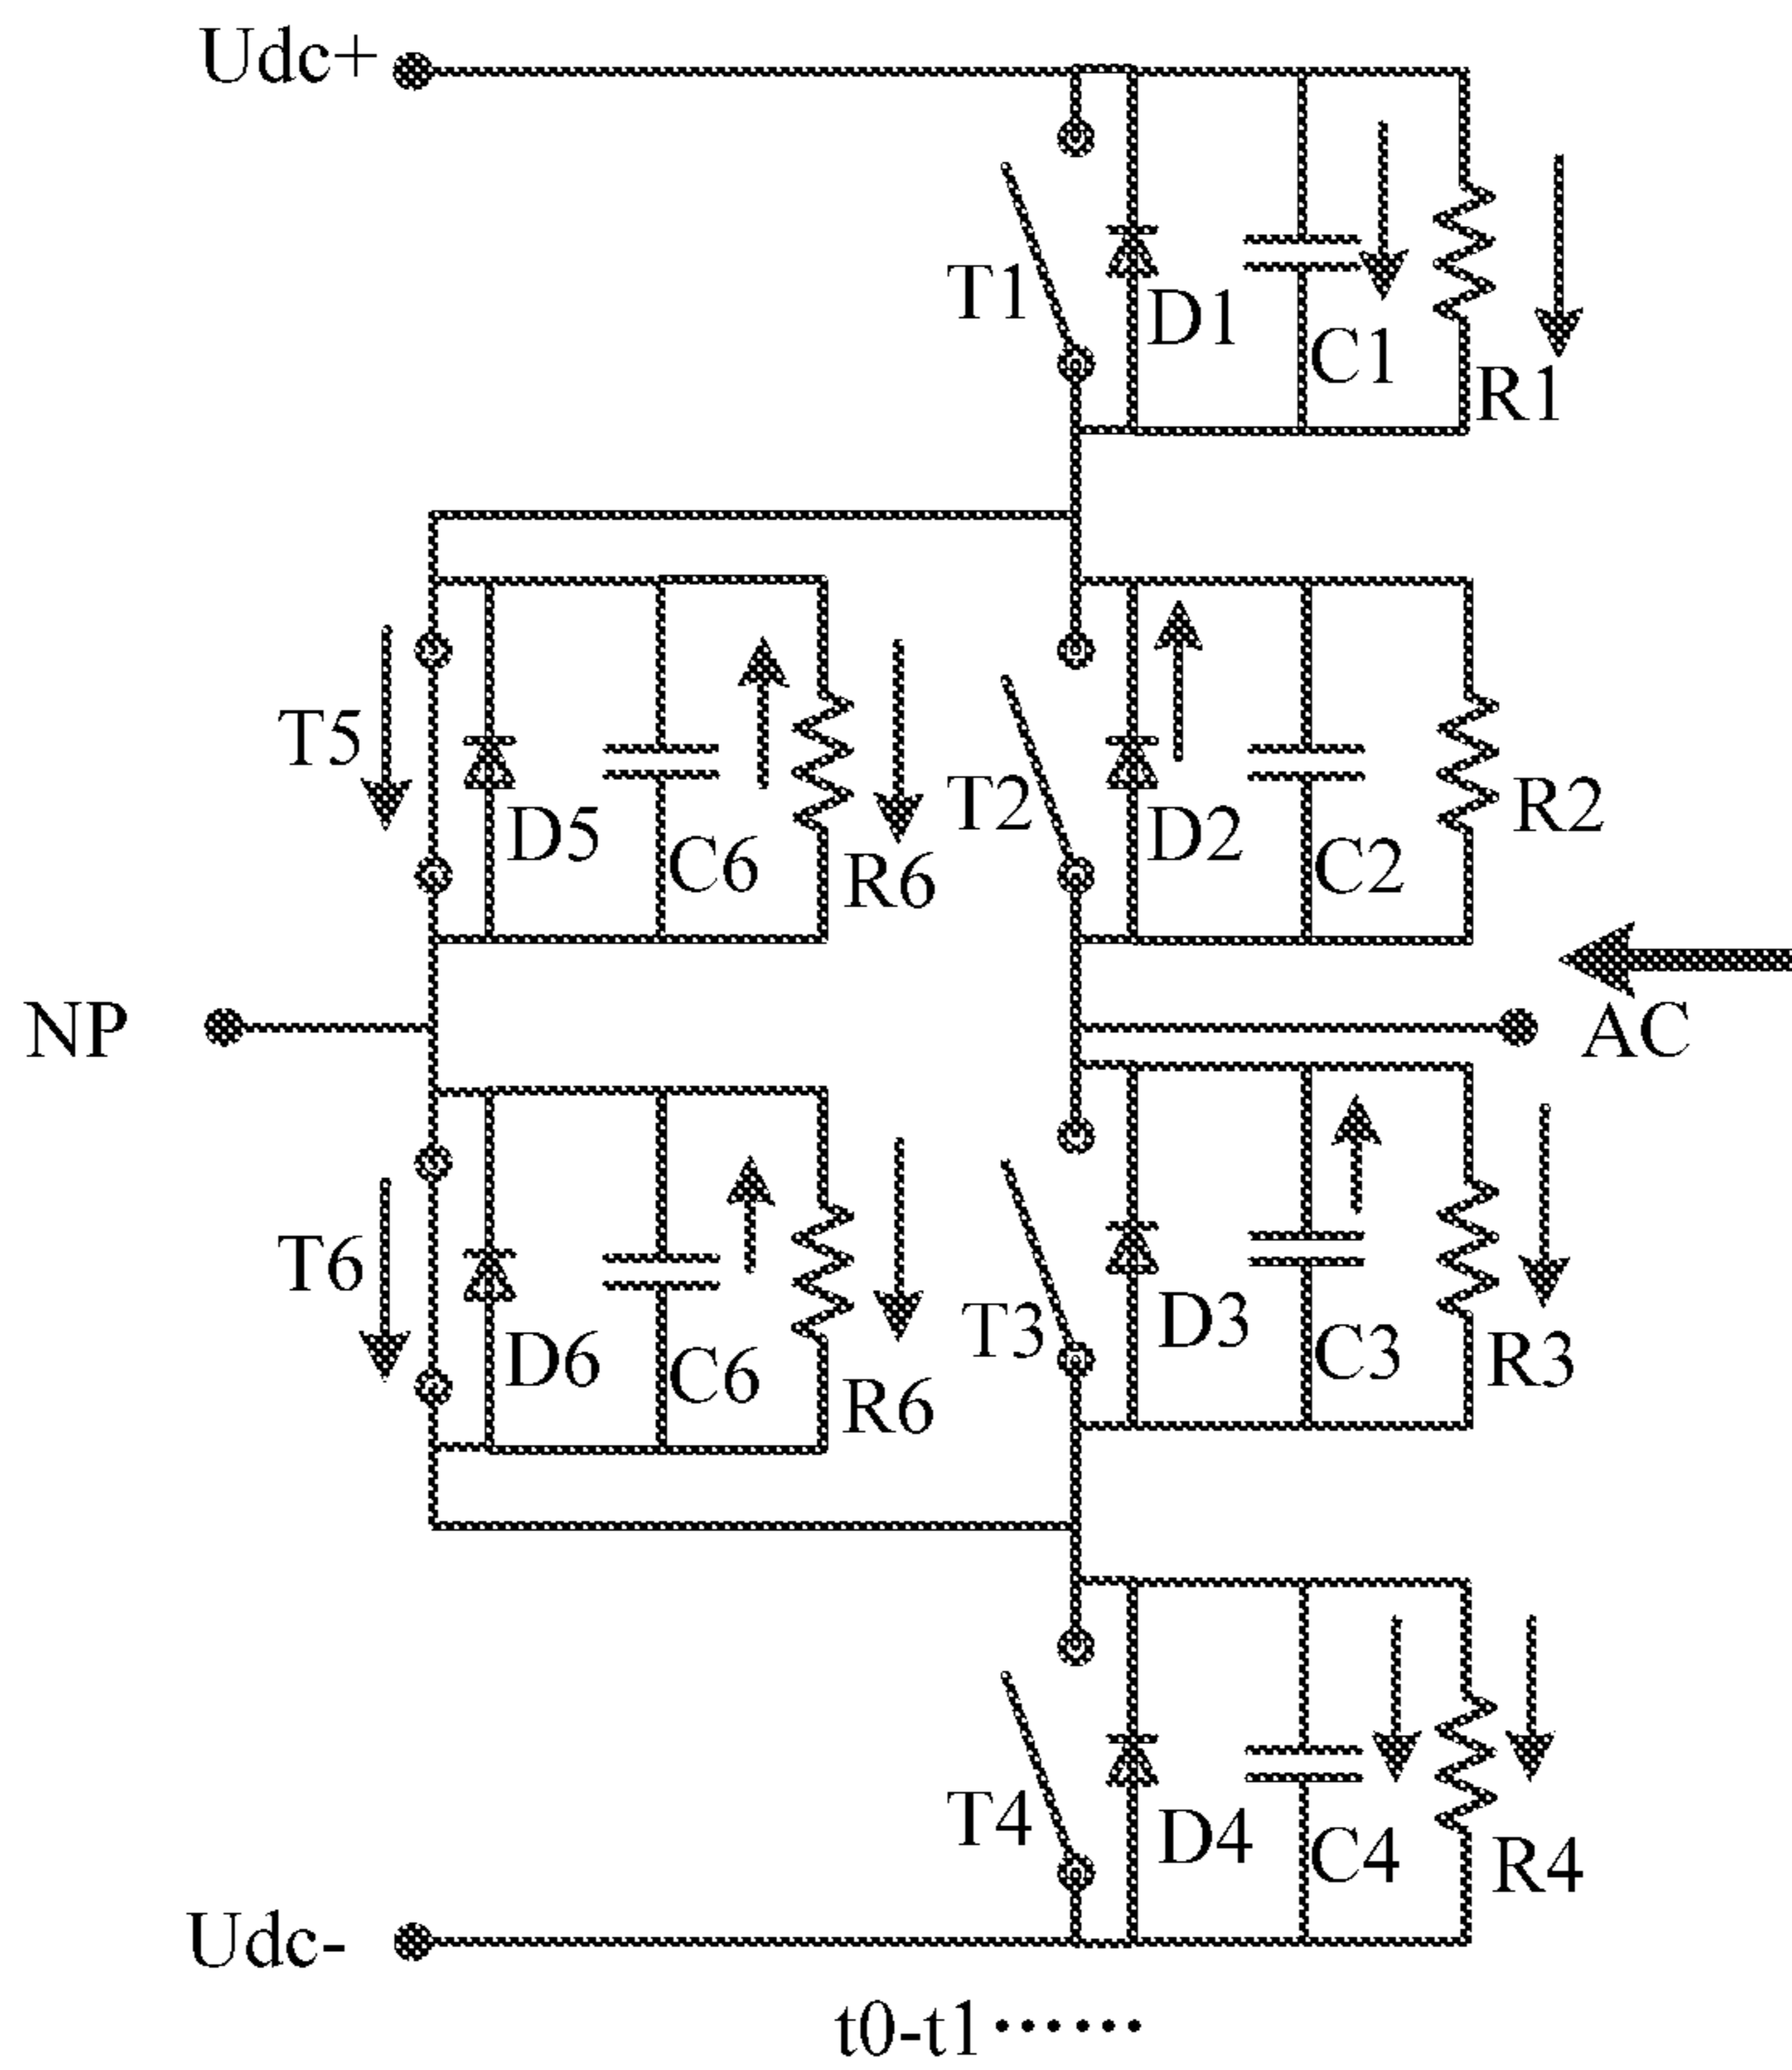 Udc+
T1
D1
C1
R1
T5
D5
C6
R6
T2
D2
C2
R2
NP
AC
T6
D6
C6
R6
T3
D3
C3
R3
T4
D4
C4
R4
Udc-
t0-t1······